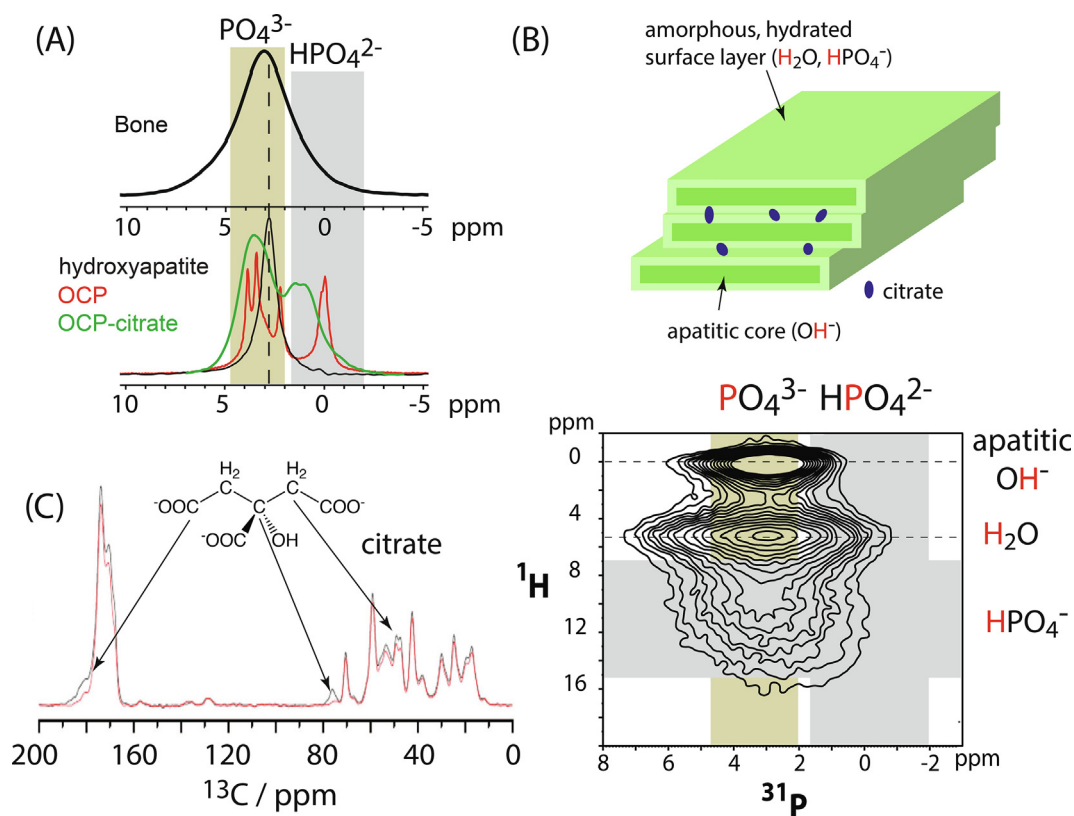 (A)
PO₄³⁻
HPO₄²⁻
Bone
10 5 0 -5 ppm
hydroxyapatite
OCP
OCP-citrate
10 5 0 -5 ppm
(B)
amorphous, hydrated
surface layer (H₂O, HPO₄⁻)
citrate
apatitic core (OH⁻)
PO₄³⁻ HPO₄²⁻
ppm
0
4
8
12
16
¹H
apatitic
OH⁻
H₂O
HPO₄⁻
8 6 4 2 0 -2 ppm
³¹P
(C)
H₂ H₂
⁻OOC C C COO⁻
C
⁻OOC OH
citrate
200 160 120 80 40 0
¹³C / ppm